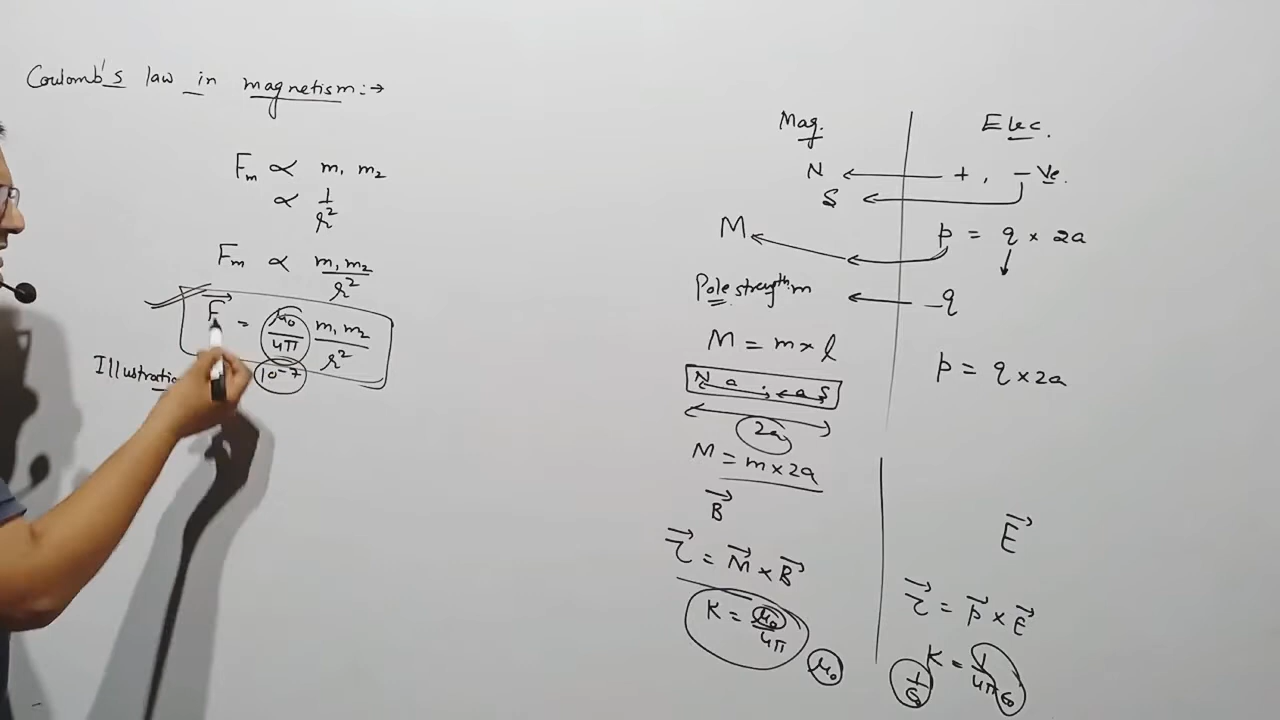 Coulomb's law in magnetism:→
Fm ∝ m₁ m₂
∝ 1/r²
Fm ∝ m₁ m₂/r²
F⃗ = μ₀/4π m₁ m₂/r²
10⁻⁷
Mag.
Elec.
N ← +, -ve.
S ←
M ← p = q × 2a
Pole strength m ← -q
M = m × l
p = q × 2a
N a . a S
2a
M = m × 2a
B⃗
E⃗
τ⃗ = M⃗ × B⃗
τ⃗ = p⃗ × E⃗
K = μ₀/4π
μ₀
K = 1/4πε₀
1/ε₀